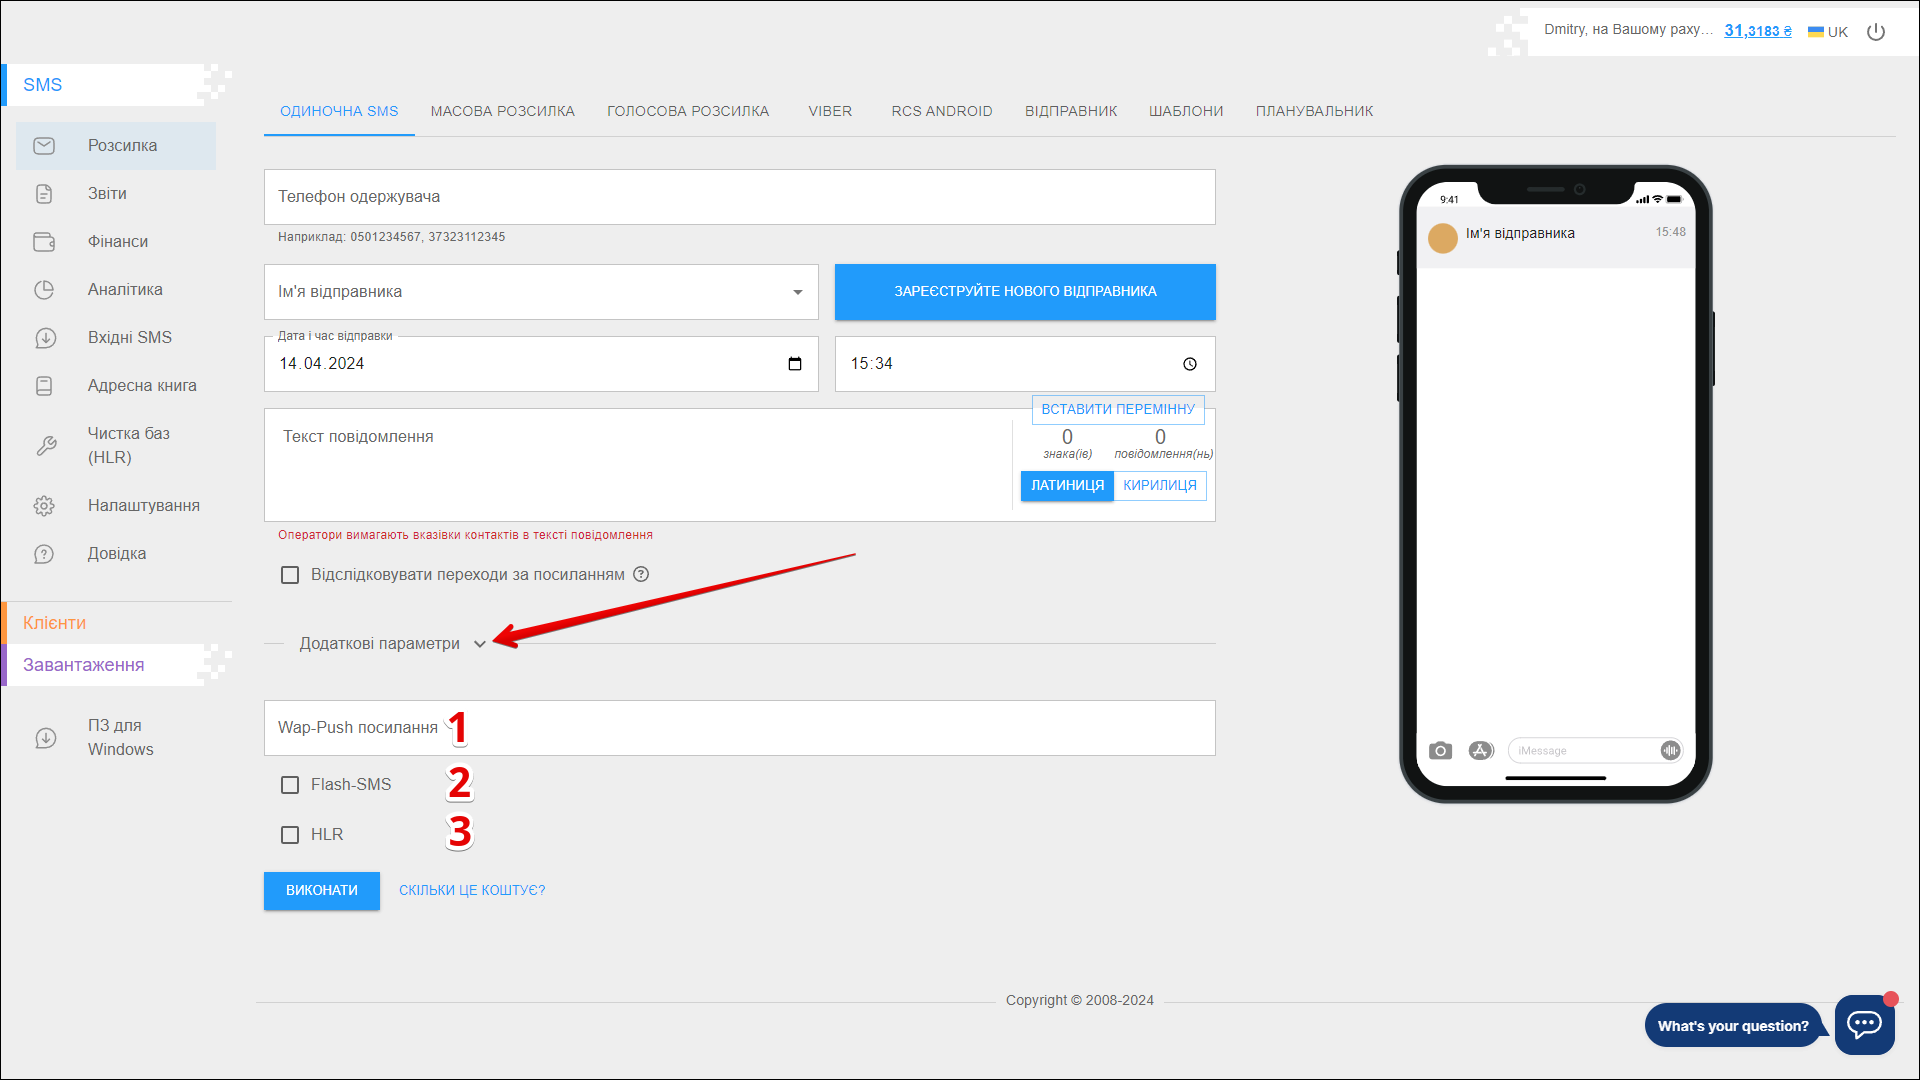 Dmitry, на Вашому раху... 31,3183 ₴ UK
SMS
Розсилка
Звіти
Фінанси
Аналітика
Вхідні SMS
Адресна книга
Чистка баз
(HLR)
Налаштування
Довідка
Клієнти
Завантаження
ПЗ для
Windows
ОДИНОЧНА SMS МАСОВА РОЗСИЛКА ГОЛОСОВА РОЗСИЛКА VIBER RCS ANDROID ВІДПРАВНИК ШАБЛОНИ ПЛАНУВАЛЬНИК
Телефон одержувача
Наприклад: 0501234567, 37323112345
Ім'я відправника
ЗАРЕЄСТРУЙТЕ НОВОГО ВІДПРАВНИКА
Дата і час відправки
14.04.2024
15:34
ВСТАВИТИ ПЕРЕМІННУ
Текст повідомлення
0 0
знака(ів) повідомлення(нь)
ЛАТИНИЦЯ КИРИЛИЦЯ
Оператори вимагають вказівки контактів в тексті повідомлення
Відслідковувати переходи за посиланням ?
Додаткові параметри
Wap-Push посилання 1
Flash-SMS 2
HLR 3
ВИКОНАТИ СКІЛЬКИ ЦЕ КОШТУЄ?
9:41
Ім'я відправника 15:48
iMessage
Copyright © 2008-2024
What's your question?